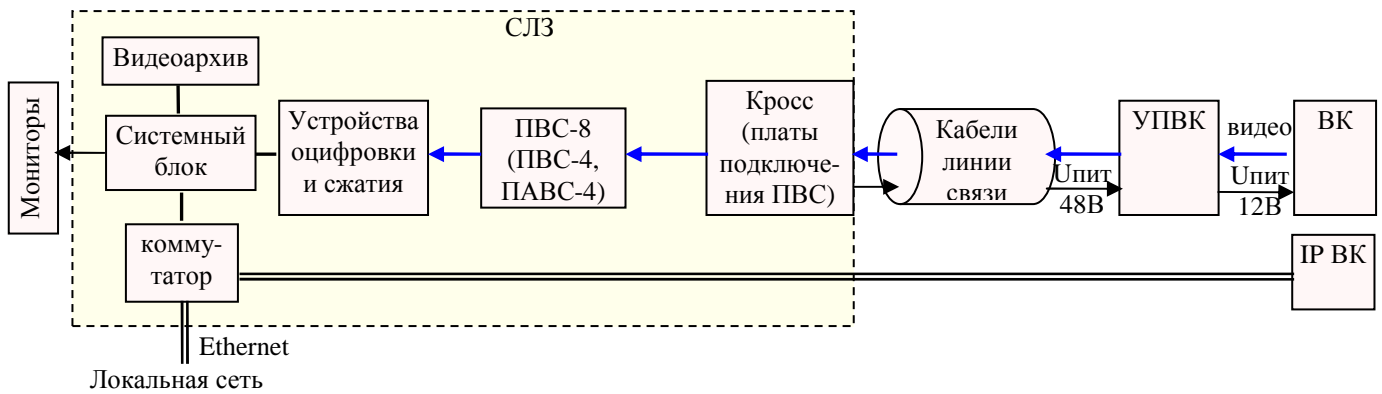 СЛЗ
Видеоархив
Мониторы
Системный
блок
Устройства
оцифровки
и сжатия
ПВС-8
(ПВС-4,
ПАВС-4)
Кросс
(платы
подключе-
ния ПВС)
Кабели
линии
связи
Uпит
48В
УПВК
видео
Uпит
12В
ВК
комму-
татор
IP ВК
Ethernet
Локальная сеть